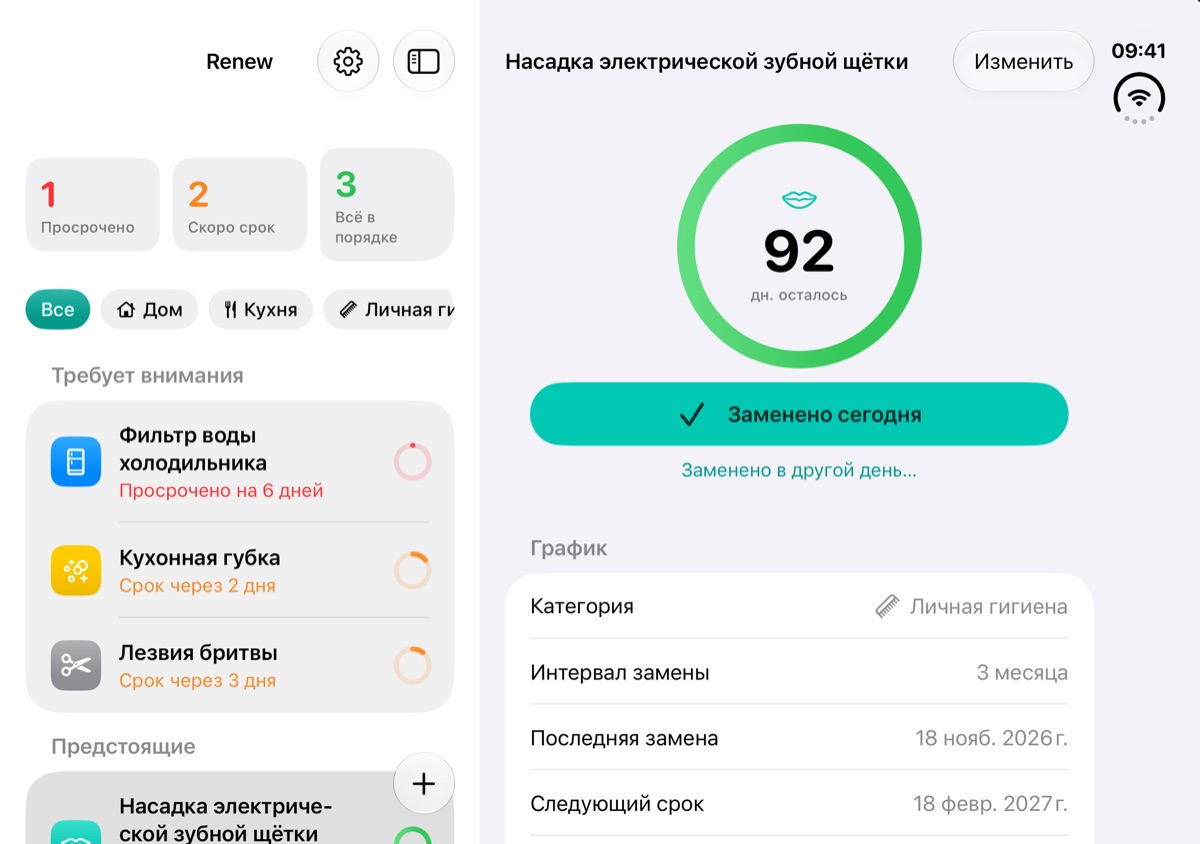 Renew
1
Просрочено
2
Скоро срок
3
Всё в
порядке
Все
Дом
Кухня
Личная ги
Требует внимания
Фильтр воды
холодильника
Просрочено на 6 дней
Кухонная губка
Срок через 2 дня
Лезвия бритвы
Срок через 3 дня
Предстоящие
Насадка электриче-
ской зубной щётки
Насадка электрической зубной щётки
Изменить
09:41
92
дн. осталось
Заменено сегодня
Заменено в другой день...
График
Категория
Личная гигиена
Интервал замены
3 месяца
Последняя замена
18 нояб. 2026 г.
Следующий срок
18 февр. 2027 г.